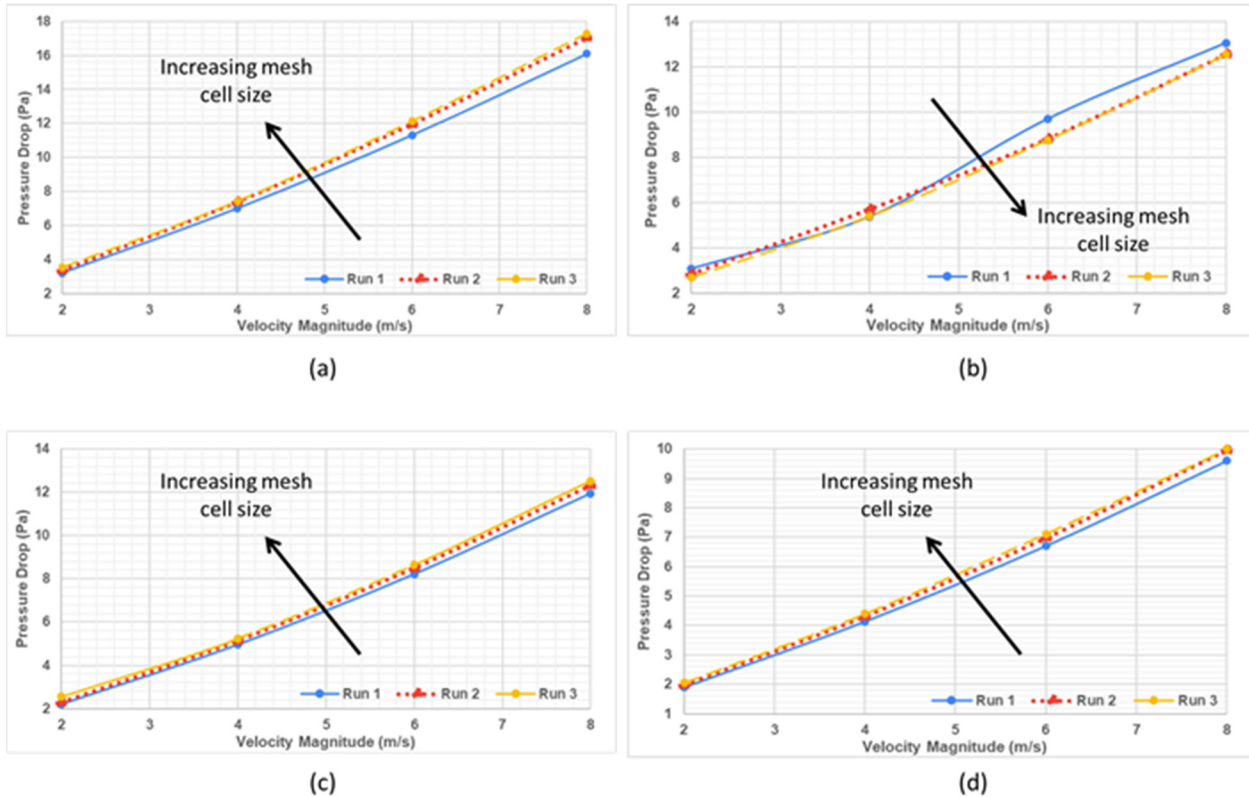 18
16
14
12
10
8
6
4
2
Pressure Drop (Pa)
Increasing mesh
cell size
Run 1 Run 2 Run 3
2 3 4 5 6 7 8
Velocity Magnitude (m/s)
(a)
14
12
10
8
6
4
2
Pressure Drop (Pa)
Increasing mesh
cell size
Run 1 Run 2 Run 3
2 3 4 5 6 7 8
Velocity Magnitude (m/s)
(b)
14
12
10
8
6
4
2
Pressure Drop (Pa)
Increasing mesh
cell size
Run 1 Run 2 Run 3
2 3 4 5 6 7 8
Velocity Magnitude (m/s)
(c)
10
9
8
7
6
5
4
3
2
1
Pressure Drop (Pa)
Increasing mesh
cell size
Run 1 Run 2 Run 3
2 3 4 5 6 7 8
Velocity Magnitude (m/s)
(d)